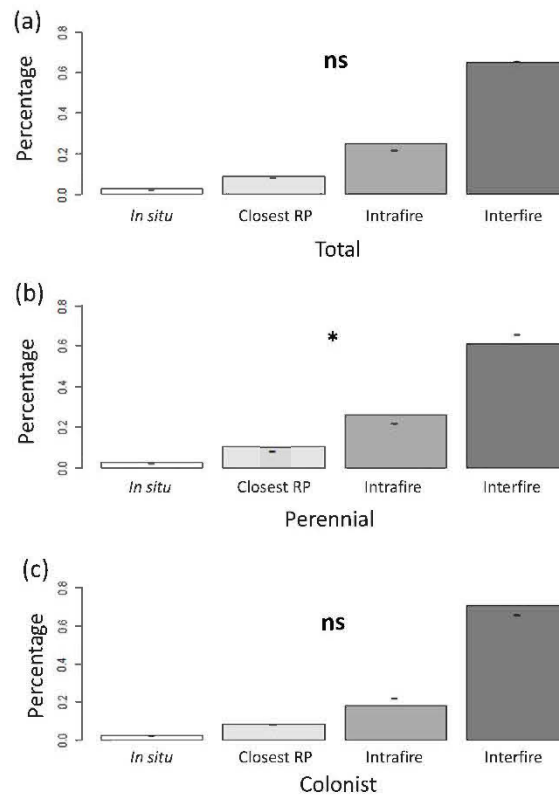 (a)
Percentage
0.8
0.6
0.4
0.2
0.0
ns
In situ Closest RP Intrafire Interfire
Total
(b)
Percentage
0.8
0.6
0.4
0.2
0.0
*
In situ Closest RP Intrafire Interfire
Perennial
(c)
Percentage
0.8
0.6
0.4
0.2
0.0
ns
In situ Closest RP Intrafire Interfire
Colonist